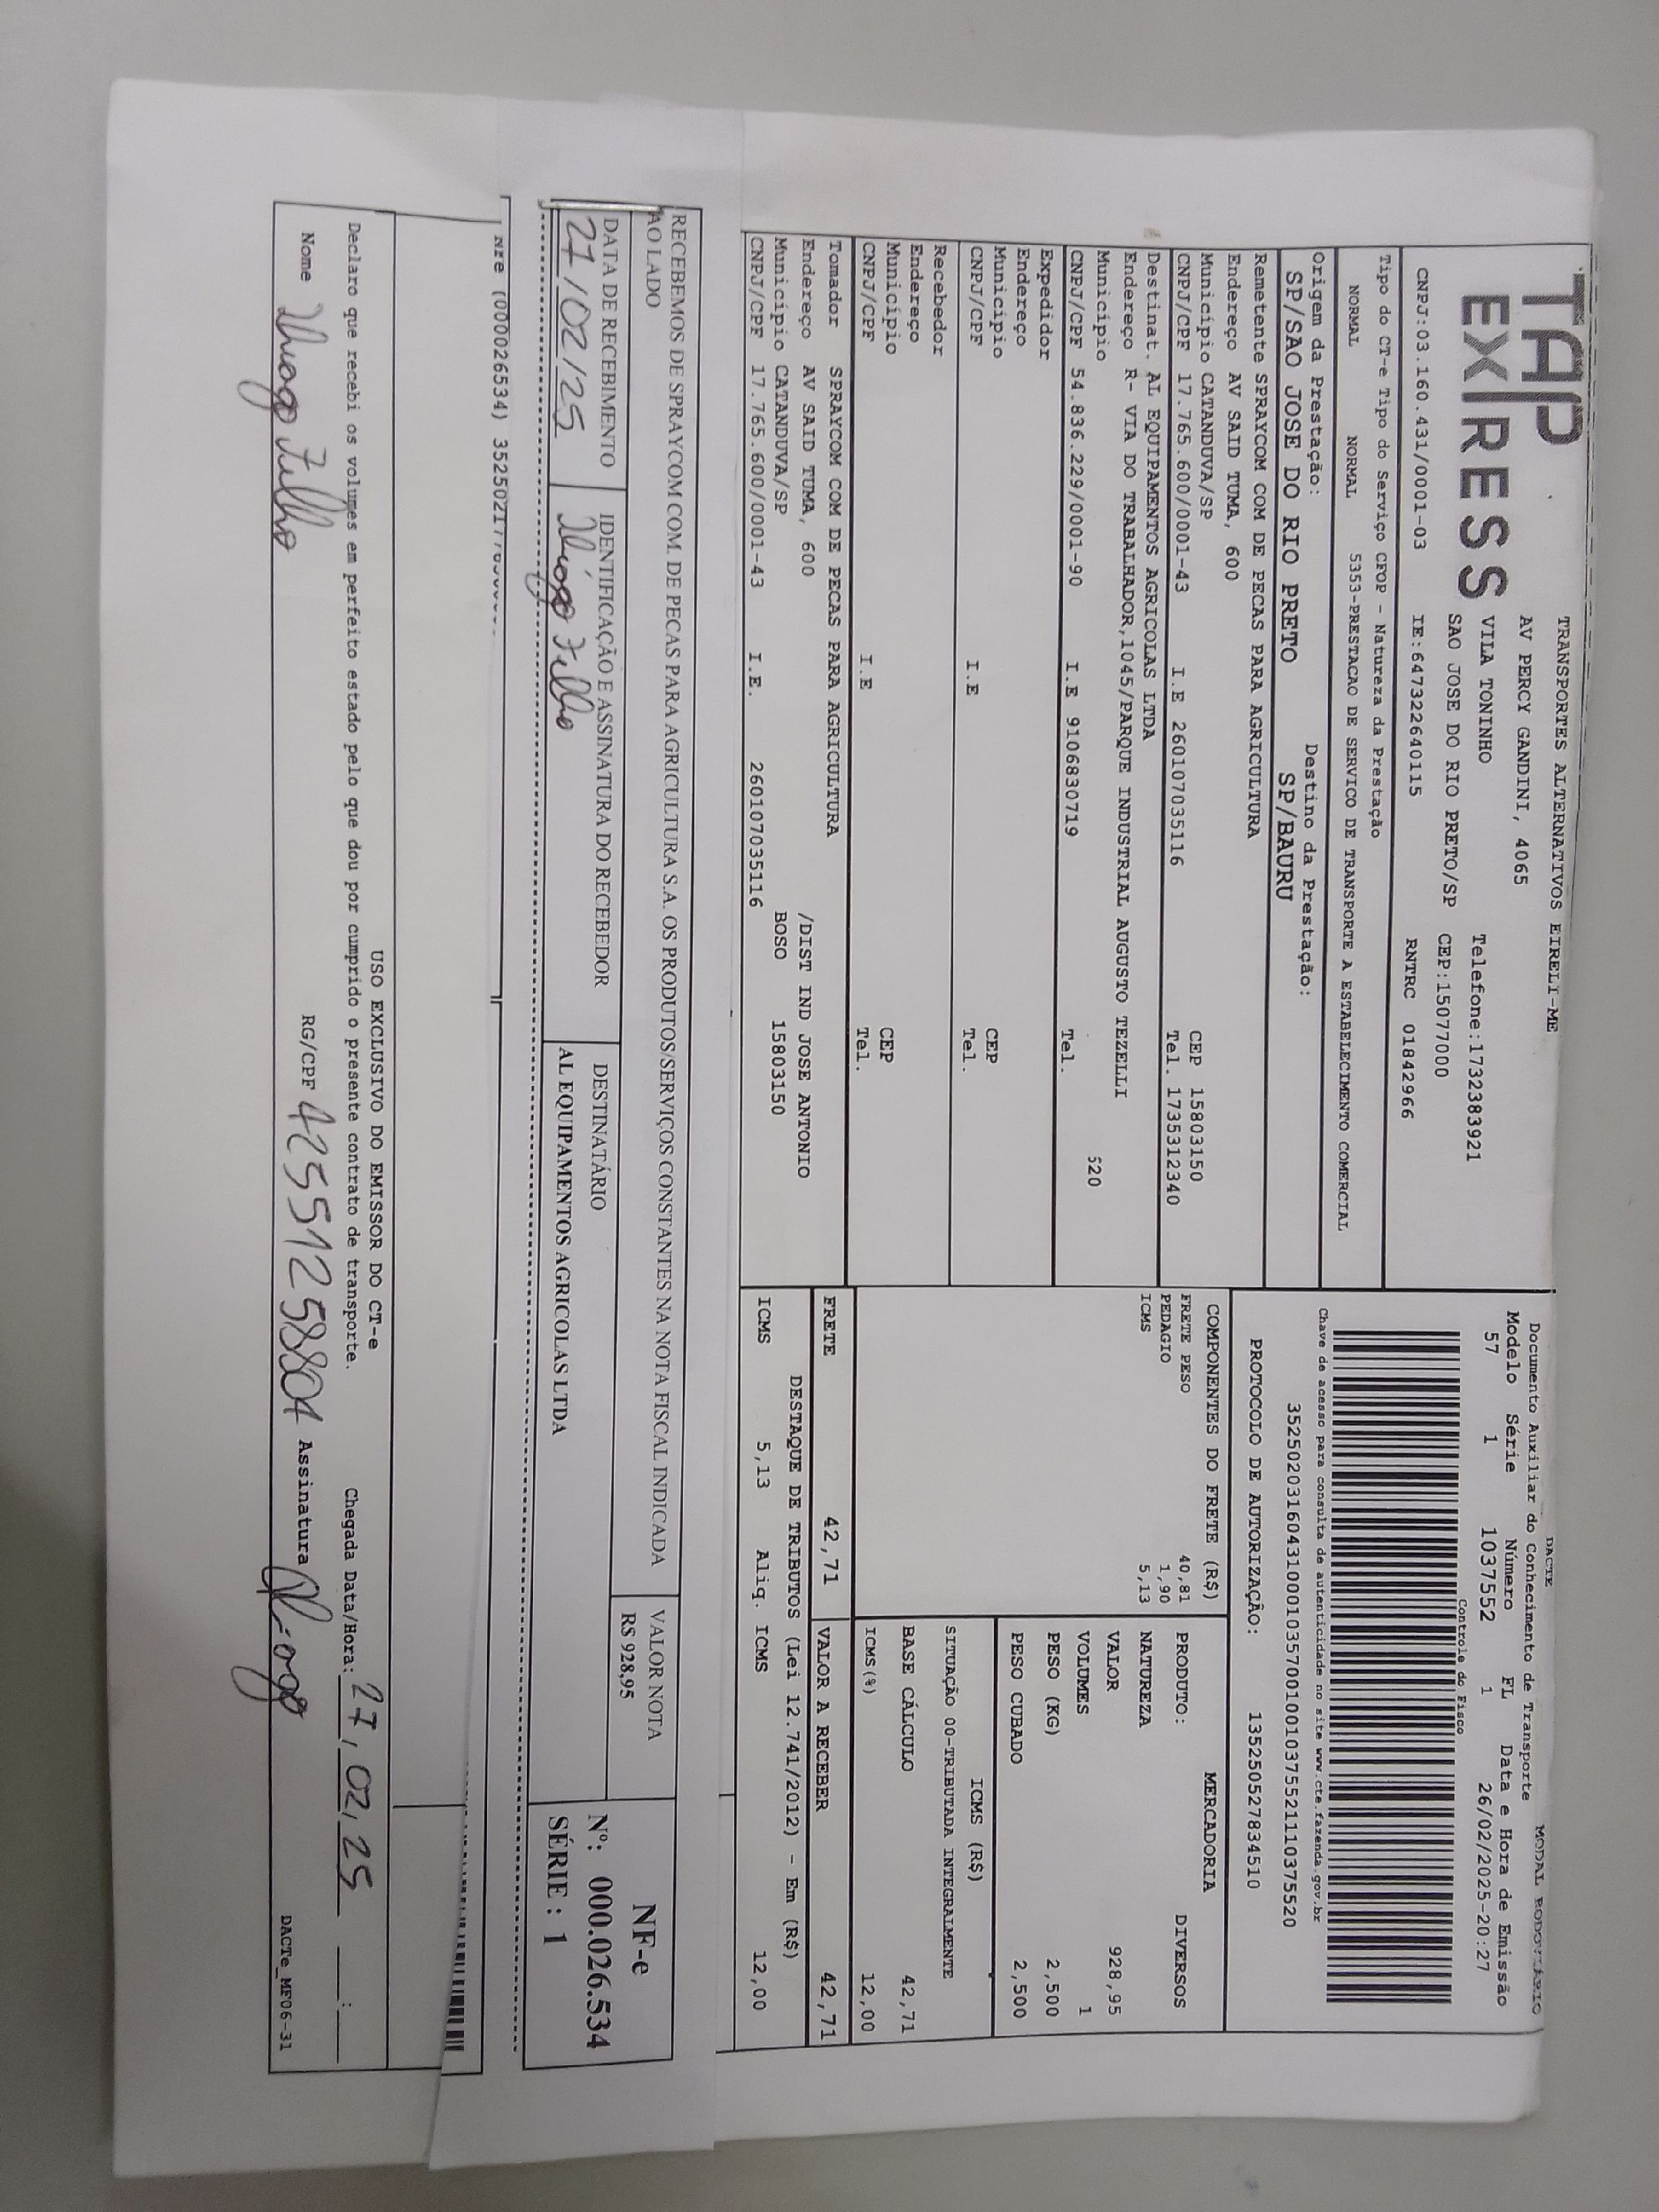 TAP
EXPRESS
TRANSPORTES ALTERNATIVOS EIRELI-ME
AV PERCY GANDINI, 4065
VILA TONINHO Telefone:1732383921
SAO JOSE DO RIO PRETO/SP CEP:15077000
CNPJ:03.160.431/0001-03 IE:647322640115 RNTRC 01842966
Tipo do CT-e Tipo do Serviço CFOP - Natureza da Prestação
NORMAL NORMAL 5353-PRESTACAO DE SERVICO DE TRANSPORTE A ESTABELECIMENTO COMERCIAL
Origem da Prestação: Destino da Prestação:
SP/SAO JOSE DO RIO PRETO SP/BAURU
Remetente SPRAYCOM COM DE PECAS PARA AGRICULTURA
Endereço AV SAID TUMA, 600
Município CATANDUVA/SP CEP 15803150
CNPJ/CPF 17.765.600/0001-43 I.E 260107035116 Tel. 1735312340
Destinat. AL EQUIPAMENTOS AGRICOLAS LTDA
Endereço R- VIA DO TRABALHADOR,1045/PARQUE INDUSTRIAL AUGUSTO TEZELLI
Município 520
CNPJ/CPF 54.836.229/0001-90 I.E 9106830719 Tel.
Expedidor
Endereço
Município CEP
CNPJ/CPF I.E Tel.
Recebedor
Endereço
Município CEP
CNPJ/CPF I.E Tel.
Tomador SPRAYCOM COM DE PECAS PARA AGRICULTURA
Endereço AV SAID TUMA, 600 /DIST IND JOSE ANTONIO
Município CATANDUVA/SP BOSO 15803150
CNPJ/CPF 17.765.600/0001-43 I.E. 260107035116
DACTE MODAL RODOVIÁRIO
Documento Auxiliar do Conhecimento de Transporte
Modelo Série Número FL Data e Hora de Emissão
57 1 1037552 1 26/02/2025-20:27
Controle do Fisco
Chave de acesso para consulta de autenticidade no site www.cte.fazenda.gov.br
35250203160431000103570010010375521110375520
PROTOCOLO DE AUTORIZAÇÃO: 135250527834510
COMPONENTES DO FRETE (R$)
FRETE PESO 40,81
PEDAGIO 1,90
ICMS 5,13
MERCADORIA
PRODUTO: DIVERSOS
NATUREZA
VALOR 928,95
VOLUMES 1
PESO (KG) 2,500
PESO CUBADO 2,500
ICMS (R$)
SITUAÇÃO 00-TRIBUTADA INTEGRALMENTE
BASE CÁLCULO 42,71
ICMS(%) 12,00
FRETE 42,71 VALOR A RECEBER 42,71
DESTAQUE DE TRIBUTOS (Lei 12.741/2012) - Em (R$)
ICMS 5,13 Aliq. ICMS 12,00
RECEBEMOS DE SPRAYCOM COM. DE PECAS PARA AGRICULTURA S.A. OS PRODUTOS/SERVIÇOS CONSTANTES NA NOTA FISCAL INDICADA
AO LADO
VALOR NOTA
R$ 928,95
NF-e
Nº: 000.026.534
SÉRIE : 1
DATA DE RECEBIMENTO IDENTIFICAÇÃO E ASSINATURA DO RECEBEDOR DESTINATÁRIO
27/02/25 Thiogo Filho AL EQUIPAMENTOS AGRICOLAS LTDA
NFe (000026534)
USO EXCLUSIVO DO EMISSOR DO CT-e
Declaro que recebi os volumes em perfeito estado pelo que dou por cumprido o presente contrato de transporte. Chegada Data/Hora: 27/02/25 __:__
Nome Thiogo Filho RG/CPF 42551258804 Assinatura
DACTe_MF06-31